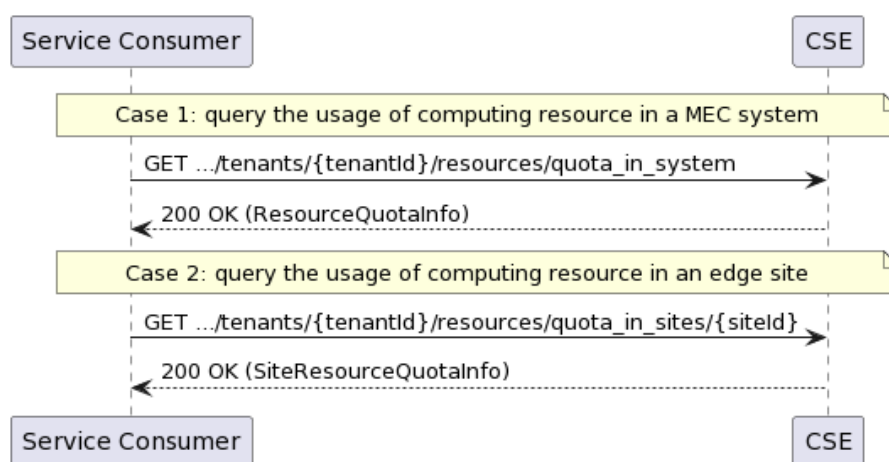 Service Consumer CSE
Case 1: query the usage of computing resource in a MEC system
GET .../tenants/{tenantId}/resources/quota_in_system
200 OK (ResourceQuotaInfo)
Case 2: query the usage of computing resource in an edge site
GET .../tenants/{tenantId}/resources/quota_in_sites/{siteId}
200 OK (SiteResourceQuotaInfo)
Service Consumer CSE